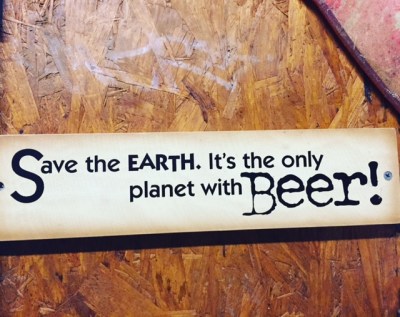 Save the EARTH. It's the only
planet with Beer!